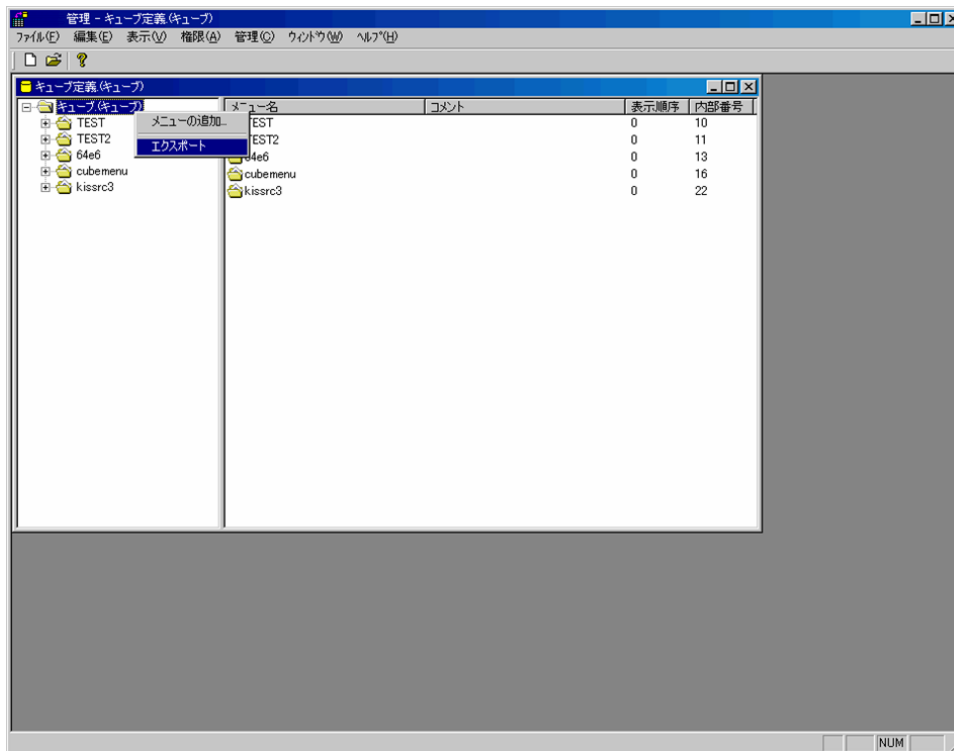 管理 - キューブ定義(キューブ)
ファイル(F) 編集(E) 表示(V) 権限(A) 管理(C) ウィンドウ(W) ヘルプ(H)
キューブ定義(キューブ)
キューブ(キューブ)
TEST
TEST2
64e6
cubemenu
kissrc3
メニューの追加...
エクスポート
メニュー名 コメント 表示順序 内部番号
TEST 0 10
TEST2 0 11
64e6 0 13
cubemenu 0 16
kissrc3 0 22
NUM